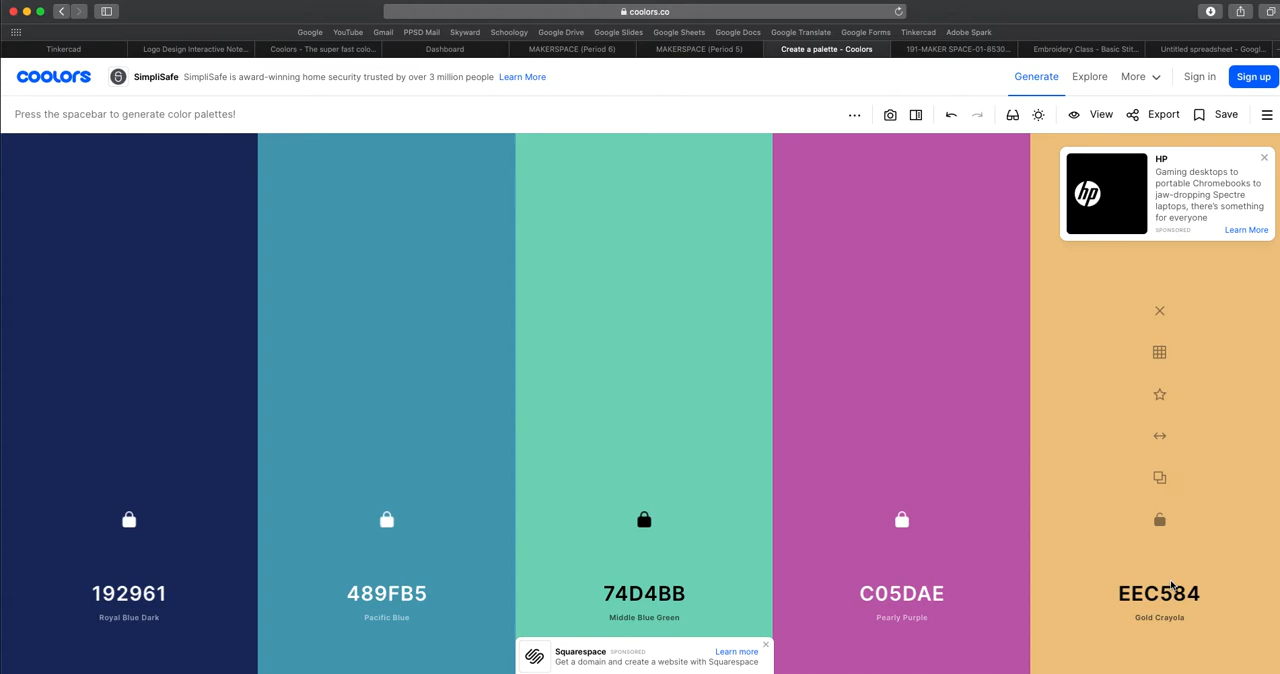 coolors.co
Google YouTube Gmail PPSD Mail Skyward Schoology Google Drive Google Slides Google Sheets Google Docs Google Translate Google Forms Tinkercad Adobe Spark
Tinkercad Logo Design Interactive Note... Coolors - The super fast colo... Dashboard MAKERSPACE (Period 6) MAKERSPACE (Period 5) Create a palette - Coolors 191-MAKER SPACE-01-8530... Embroidery Class - Basic Stit... Untitled spreadsheet - Googl...
coolors SimpliSafe SimpliSafe is award-winning home security trusted by over 3 million people Learn More Generate Explore More Sign in Sign up
Press the spacebar to generate color palettes! View Export Save
HP
hp
Gaming desktops to
portable Chromebooks to
jaw-dropping Spectre
laptops, there's something
for everyone
SPONSORED Learn More
192961 489FB5 74D4BB C05DAE EEC584
Royal Blue Dark Pacific Blue Middle Blue Green Pearly Purple Gold Crayola
Squarespace SPONSORED Learn more
Get a domain and create a website with Squarespace